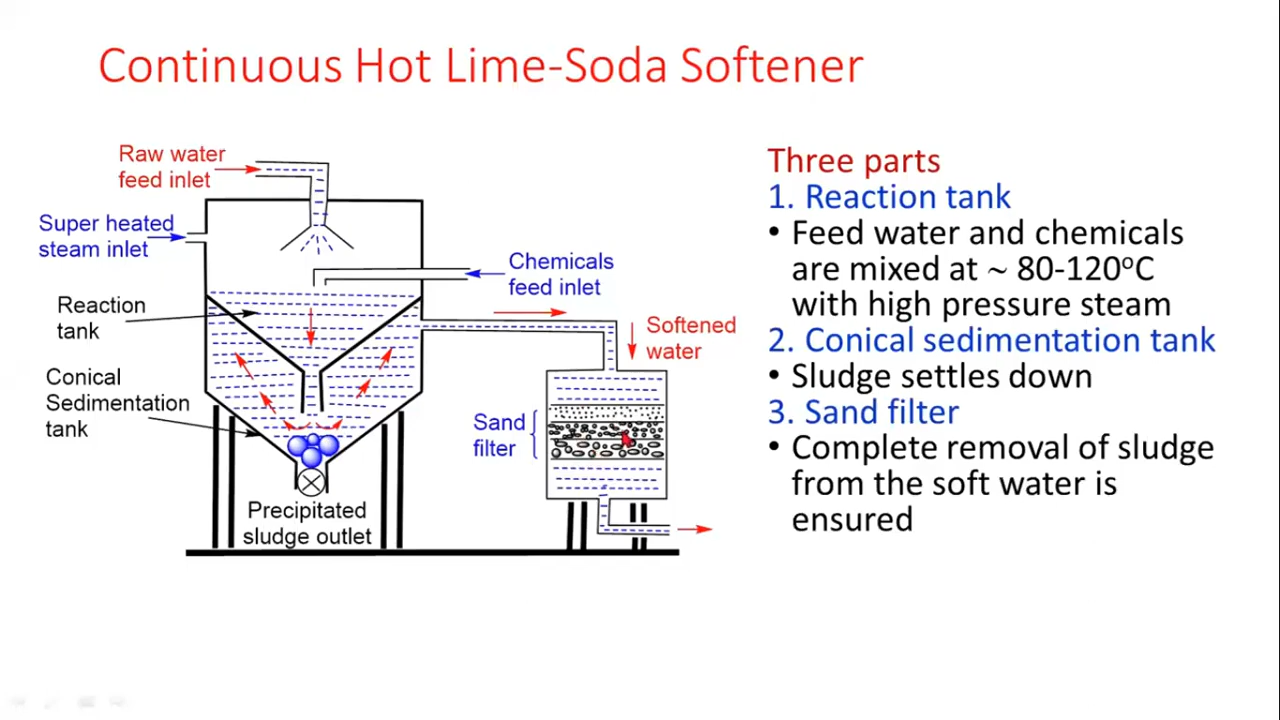 Continuous Hot Lime-Soda Softener
Raw water
feed inlet
Super heated
steam inlet
Chemicals
feed inlet
Reaction
tank
Softened
water
Conical
Sedimentation
tank
Sand
filter
Precipitated
sludge outlet
Three parts
1. Reaction tank
• Feed water and chemicals
are mixed at ~ 80-120°C
with high pressure steam
2. Conical sedimentation tank
• Sludge settles down
3. Sand filter
• Complete removal of sludge
from the soft water is
ensured